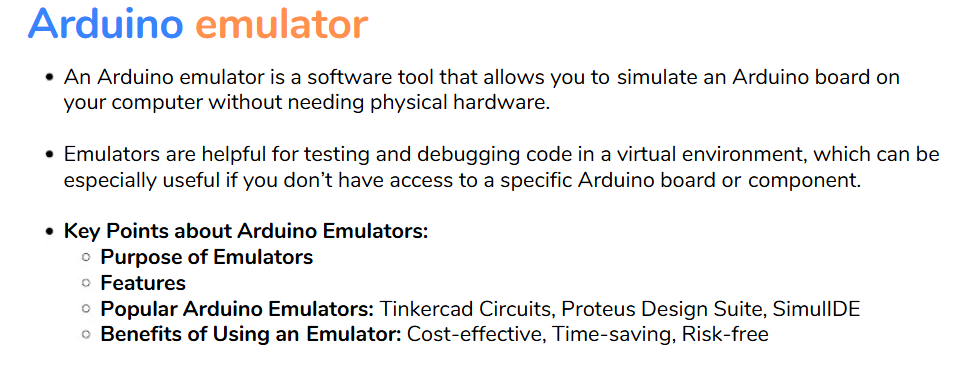 Arduino emulator
• An Arduino emulator is a software tool that allows you to simulate an Arduino board on
your computer without needing physical hardware.
• Emulators are helpful for testing and debugging code in a virtual environment, which can be
especially useful if you don’t have access to a specific Arduino board or component.
• Key Points about Arduino Emulators:
◦ Purpose of Emulators
◦ Features
◦ Popular Arduino Emulators: Tinkercad Circuits, Proteus Design Suite, SimulIDE
◦ Benefits of Using an Emulator: Cost-effective, Time-saving, Risk-free